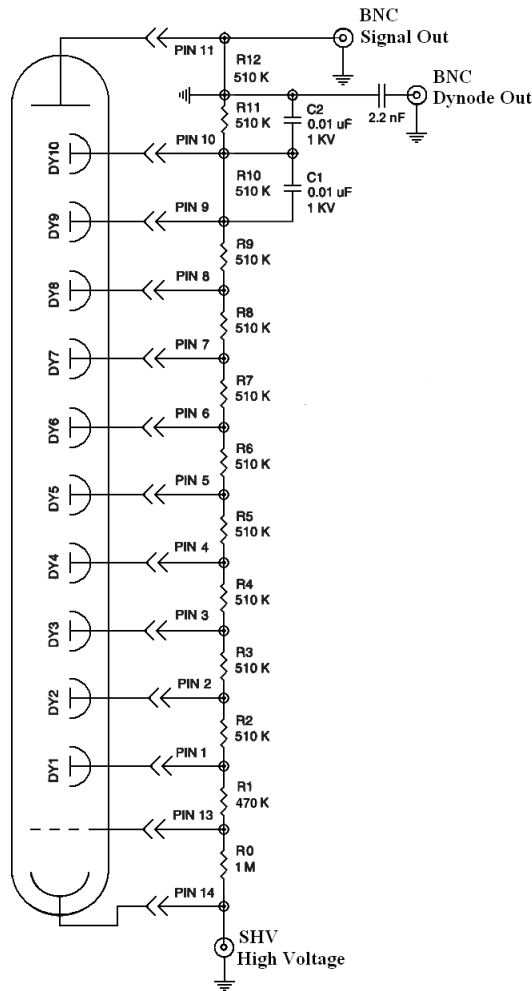 BNC
Signal Out
PIN 11
R12
510 K
BNC
Dynode Out
R11
510 K
C2
0.01 uF
1 KV
2.2 nF
DY10
PIN 10
R10
510 K
C1
0.01 uF
1 KV
DY9
PIN 9
R9
510 K
DY8
PIN 8
R8
510 K
DY7
PIN 7
R7
510 K
DY6
PIN 6
R6
510 K
DY5
PIN 5
R5
510 K
DY4
PIN 4
R4
510 K
DY3
PIN 3
R3
510 K
DY2
PIN 2
R2
510 K
DY1
PIN 1
R1
470 K
PIN 13
R0
1 M
PIN 14
SHV
High Voltage